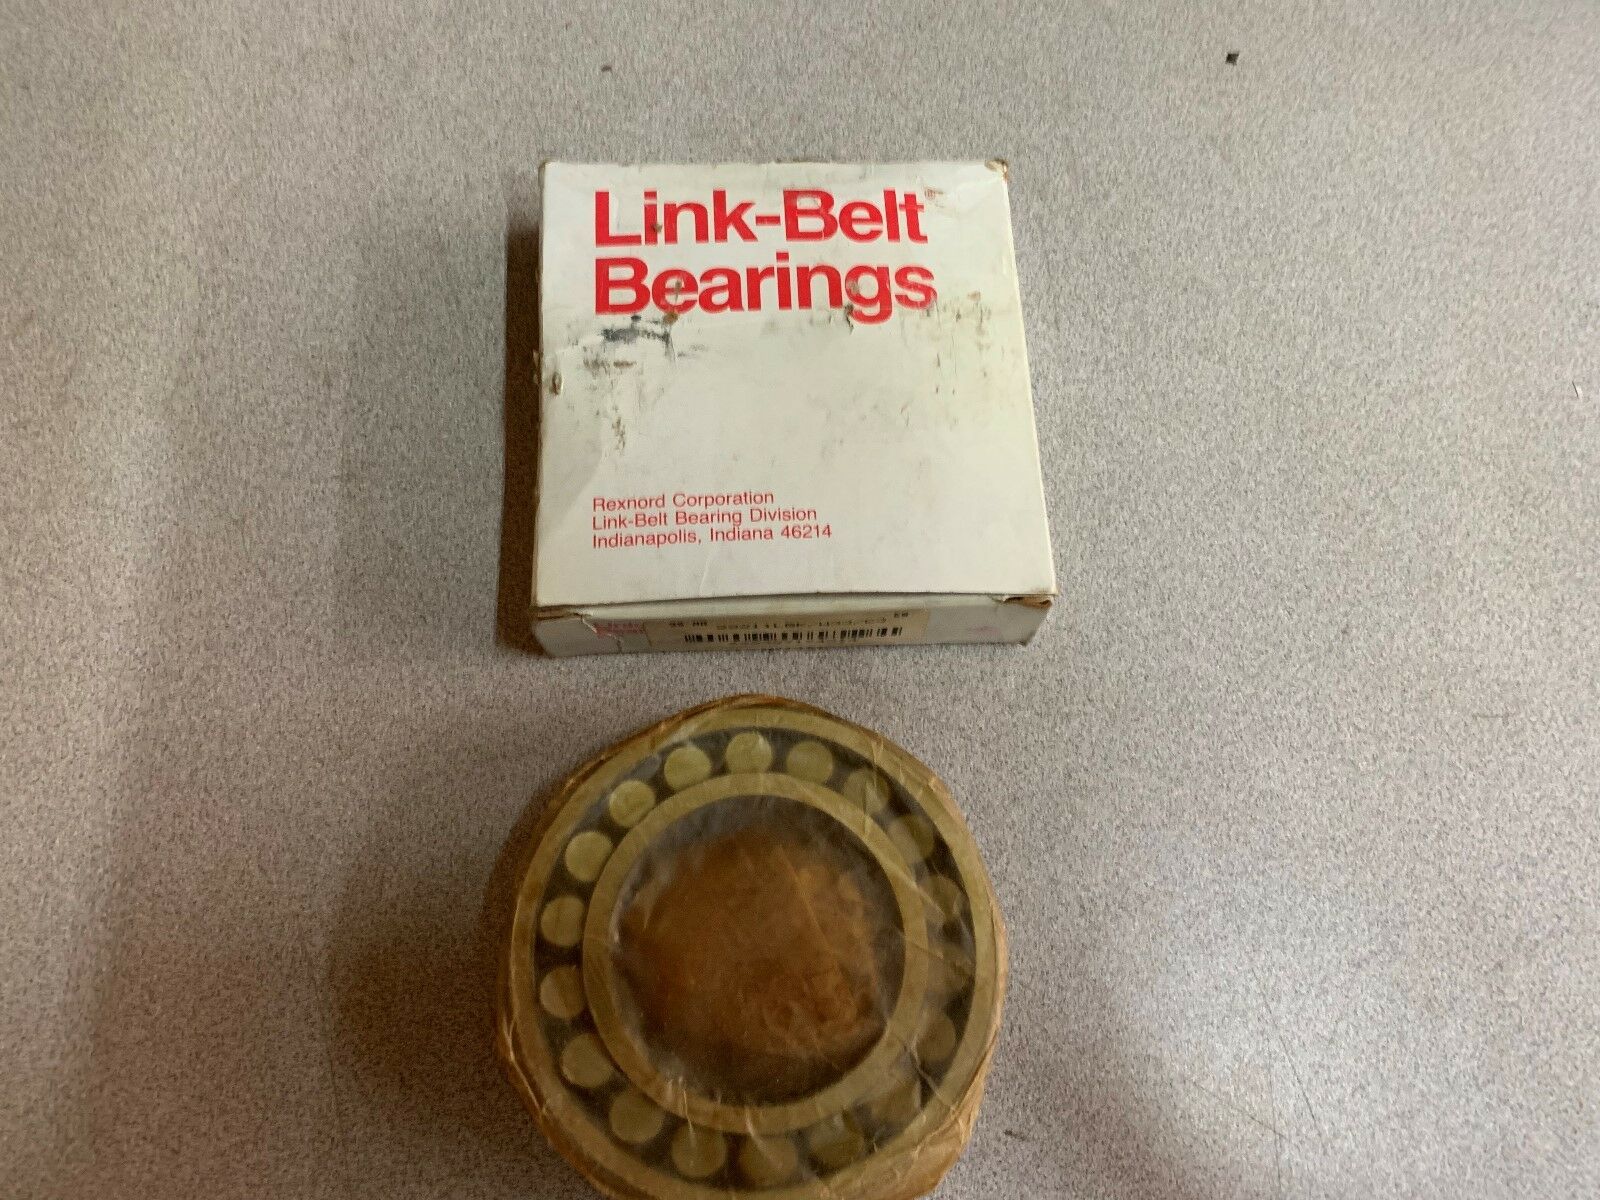 Link-Belt®
Bearings
Rexnord Corporation
Link-Belt Bearing Division
Indianapolis, Indiana 46214